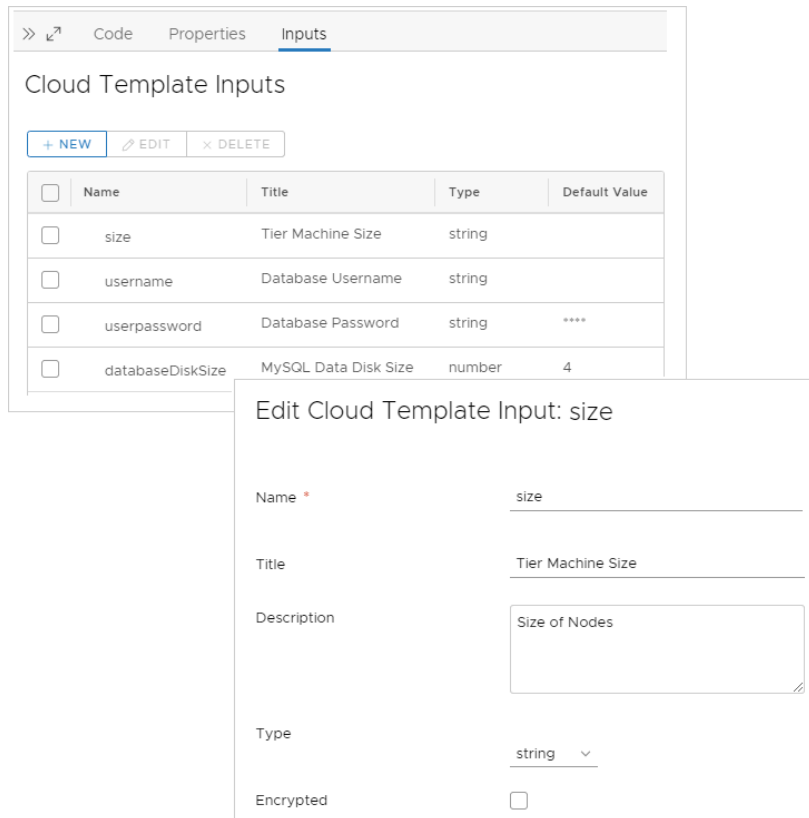 Code Properties Inputs
Cloud Template Inputs
+ NEW EDIT × DELETE
Name Title Type Default Value
size Tier Machine Size string
username Database Username string
userpassword Database Password string ****
databaseDiskSize MySQL Data Disk Size number 4
Edit Cloud Template Input: size
Name * size
Title Tier Machine Size
Description Size of Nodes
Type string
Encrypted